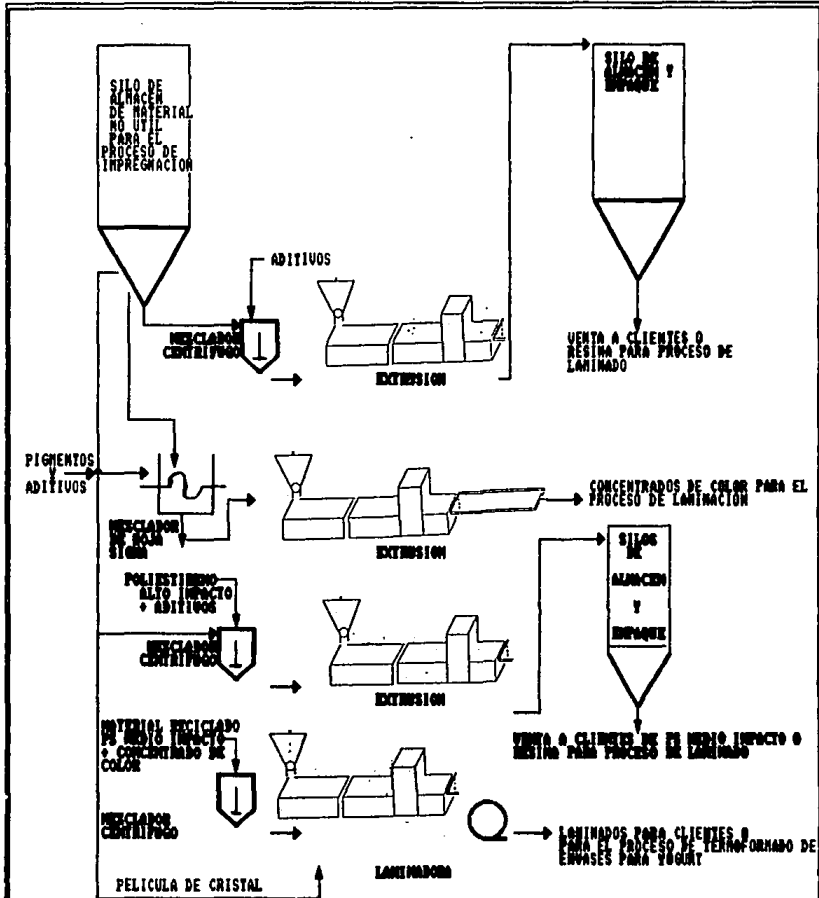 SILO DE
ALMACEN
DE MATERIAL
NO UTIL
PARA EL
PROCESO DE
IMPREGNACION
SILO DE
ALMACEN Y
EMPAQUE
ADITIVOS
MEZCLADOR
CENTRIFUGO
EXTRUSION
VENTA A CLIENTES O
RESINA PARA PROCESO DE
LAMINADO
PIGMENTOS
Y
ADITIVOS
MEZCLADOR
DE HOJA
SIGMA
EXTRUSION
CONCENTRADOS DE COLOR PARA EL
PROCESO DE LAMINACION
SILOS
DE
ALMACEN
Y
EMPAQUE
POLIESTIRENO
ALTO IMPACTO
+ ADITIVOS
MEZCLADOR
CENTRIFUGO
EXTRUSION
VENTA A CLIENTES DE PS MEDIO IMPACTO O
RESINA PARA PROCESO DE LAMINADO
MATERIAL RECICLADO
PS MEDIO IMPACTO
+ CONCENTRADO DE
COLOR
MEZCLADOR
CENTRIFUGO
LAMINADORA
LAMINADOS PARA CLIENTES O
PARA EL PROCESO DE TERMOFORMADO DE
ENVASES PARA YOGURT
PELICULA DE CRISTAL